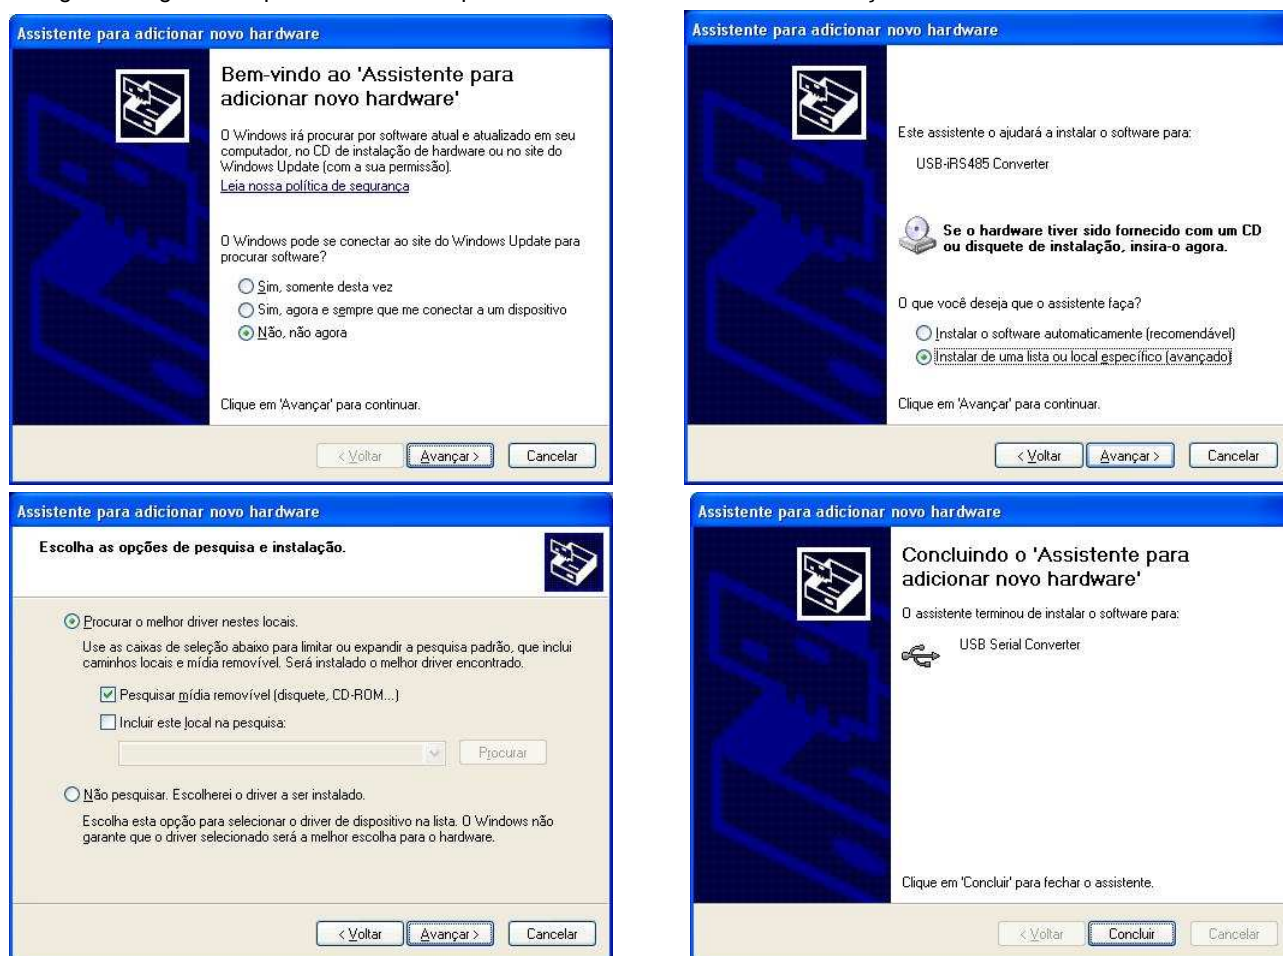 Assistente para adicionar novo hardware
Bem-vindo ao 'Assistente para
adicionar novo hardware'
O Windows irá procurar por software atual e atualizado em seu
computador, no CD de instalação de hardware ou no site do
Windows Update (com a sua permissão).
Leia nossa política de segurança
O Windows pode se conectar ao site do Windows Update para
procurar software?
Sim, somente desta vez
Sim, agora e sempre que me conectar a um dispositivo
Não, não agora
Clique em 'Avançar' para continuar.
< Voltar
Avançar >
Cancelar
Assistente para adicionar novo hardware
Este assistente o ajudará a instalar o software para:
USB-iRS485 Converter
Se o hardware tiver sido fornecido com um CD
ou disquete de instalação, insira-o agora.
O que você deseja que o assistente faça?
Instalar o software automaticamente (recomendável)
Instalar de uma lista ou local específico (avançado)
Clique em 'Avançar' para continuar.
< Voltar
Avançar >
Cancelar
Assistente para adicionar novo hardware
Escolha as opções de pesquisa e instalação.
Procurar o melhor driver nestes locais.
Use as caixas de seleção abaixo para limitar ou expandir a pesquisa padrão, que inclui
caminhos locais e mídia removível. Será instalado o melhor driver encontrado.
Pesquisar mídia removível (disquete, CD-ROM...)
Incluir este local na pesquisa:
Procurar
Não pesquisar. Escolherei o driver a ser instalado.
Escolha esta opção para selecionar o driver de dispositivo na lista. O Windows não
garante que o driver selecionado será a melhor escolha para o hardware.
< Voltar
Avançar >
Cancelar
Assistente para adicionar novo hardware
Concluindo o 'Assistente para
adicionar novo hardware'
O assistente terminou de instalar o software para:
USB Serial Converter
Clique em 'Concluir' para fechar o assistente.
< Voltar
Concluir
Cancelar